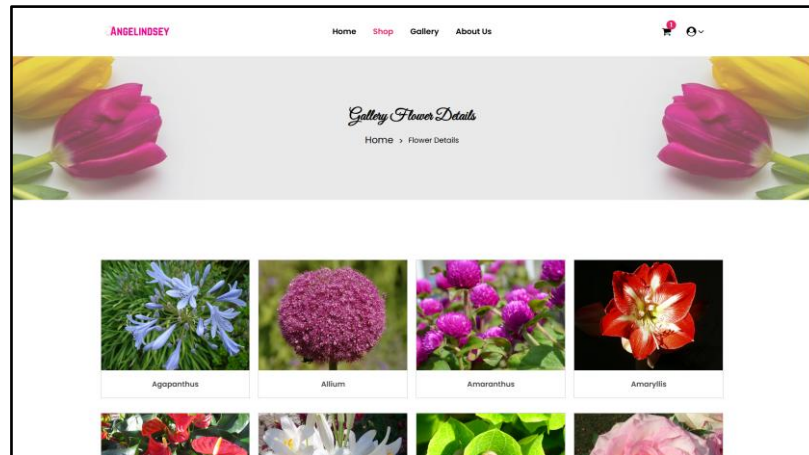 ANGELINDSEY
Home Shop Gallery About Us
1
Gallery Flower Details
Home > Flower Details
Agapanthus Allium Amaranthus Amaryllis